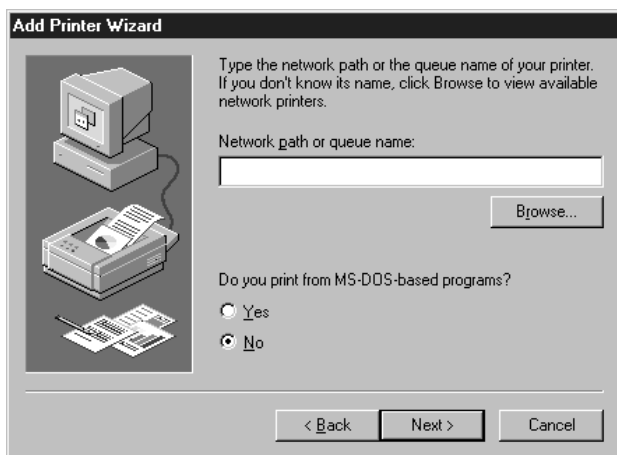 Add Printer Wizard
Type the network path or the queue name of your printer.
If you don't know its name, click Browse to view available
network printers.
Network path or queue name:
Browse...
Do you print from MS-DOS-based programs?
Yes
No
< Back
Next >
Cancel